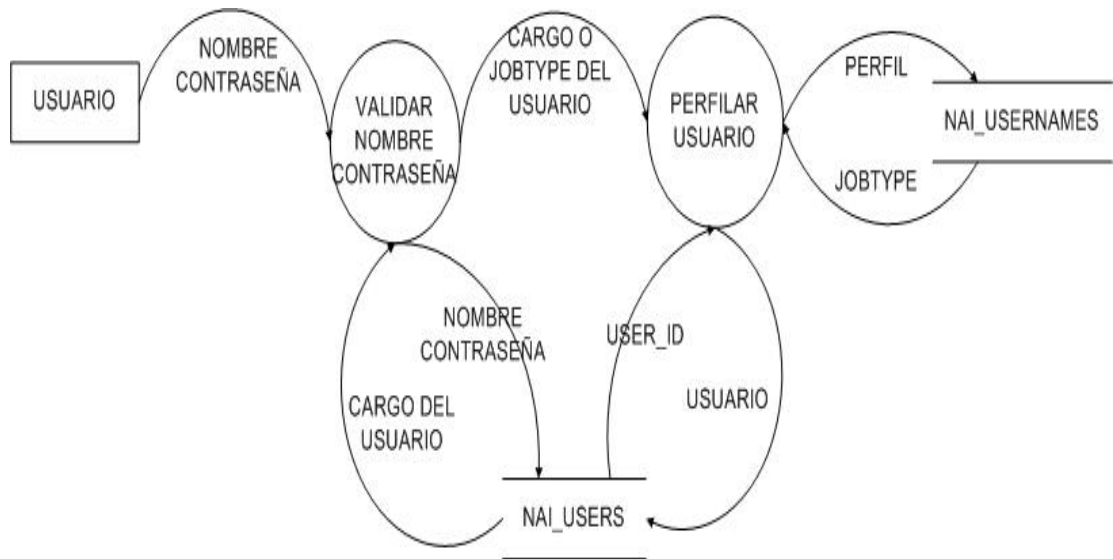 USUARIO
NOMBRE
CONTRASEÑA
VALIDAR
NOMBRE
CONTRASEÑA
CARGO O
JOBTYPE DEL
USUARIO
PERFILAR
USUARIO
PERFIL
NAI_USERNAMES
JOBTYPE
NOMBRE
CONTRASEÑA
CARGO DEL
USUARIO
USER_ID
USUARIO
NAI_USERS